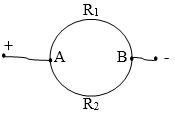 R₁
+ A B -
R₂